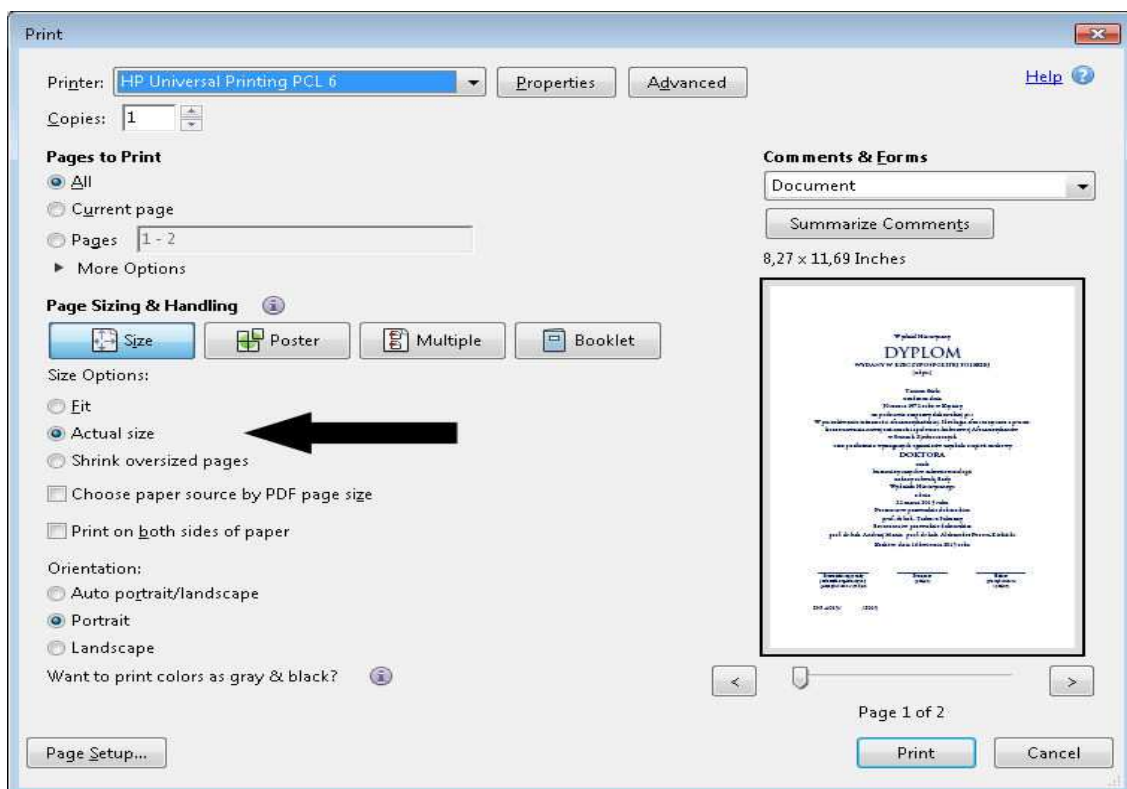 Print
Printer: HP Universal Printing PCL 6 Properties Advanced Help
Copies: 1
Pages to Print
All
Current page
Pages 1 - 2
More Options
Comments & Forms
Document
Summarize Comments
8,27 x 11,69 Inches
Page Sizing & Handling
Size Poster Multiple Booklet
Size Options:
Fit
Actual size
Shrink oversized pages
Choose paper source by PDF page size
Print on both sides of paper
Orientation:
Auto portrait/landscape
Portrait
Landscape
Want to print colors as gray & black?
DYPLOM
WYDANY W RZECZYPOSPOLITEJ POLSKIEJ
DOKTORA
< >
Page 1 of 2
Page Setup... Print Cancel